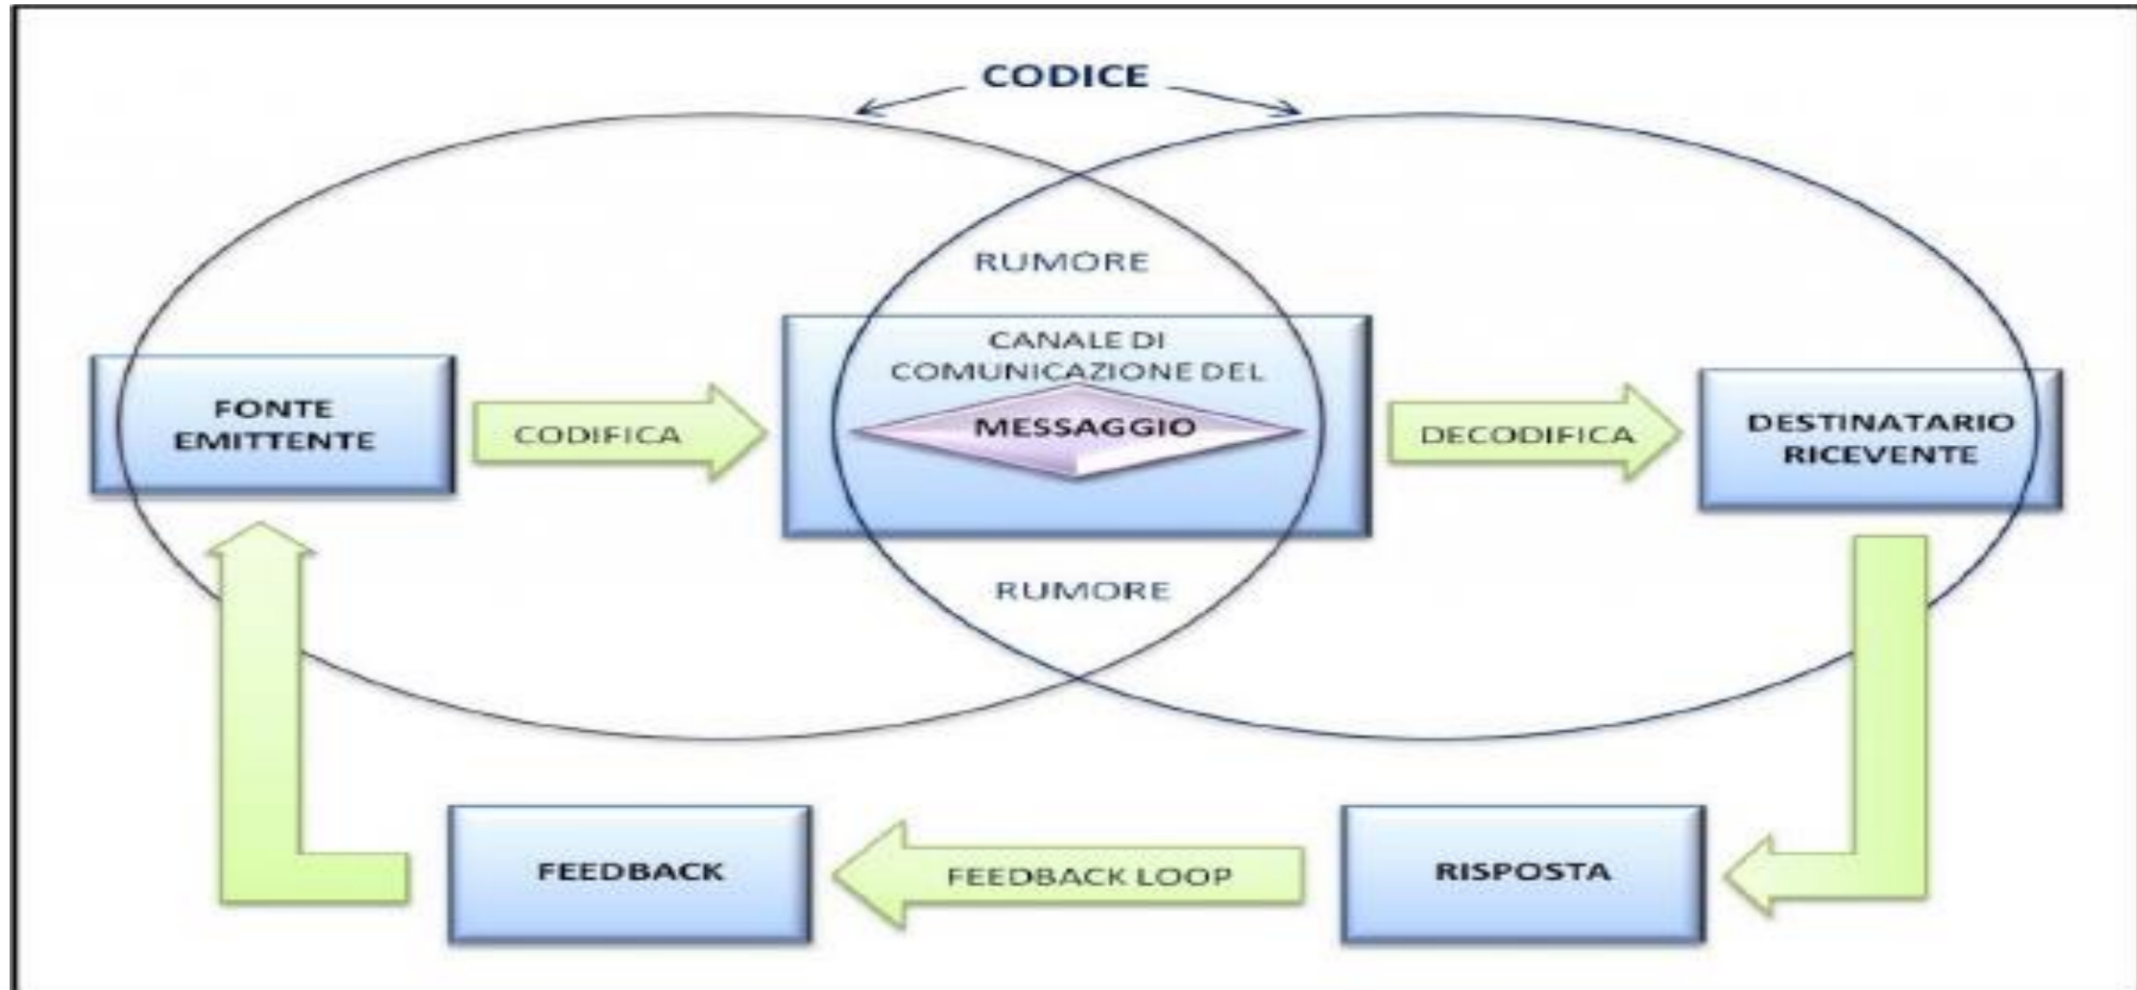 CODICE
RUMORE
CANALE DI
COMUNICAZIONE DEL
MESSAGGIO
FONTE
EMITTENTE
CODIFICA
DECODIFICA
DESTINATARIO
RICEVENTE
RUMORE
FEEDBACK
FEEDBACK LOOP
RISPOSTA